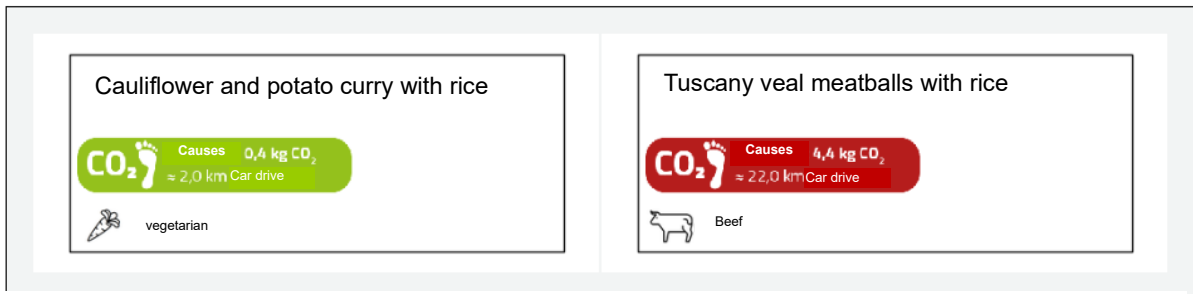 Cauliflower and potato curry with rice
CO₂ Causes 0,4 kg CO₂
≈ 2,0 km Car drive
vegetarian
Tuscany veal meatballs with rice
CO₂ Causes 4,4 kg CO₂
≈ 22,0 km Car drive
Beef